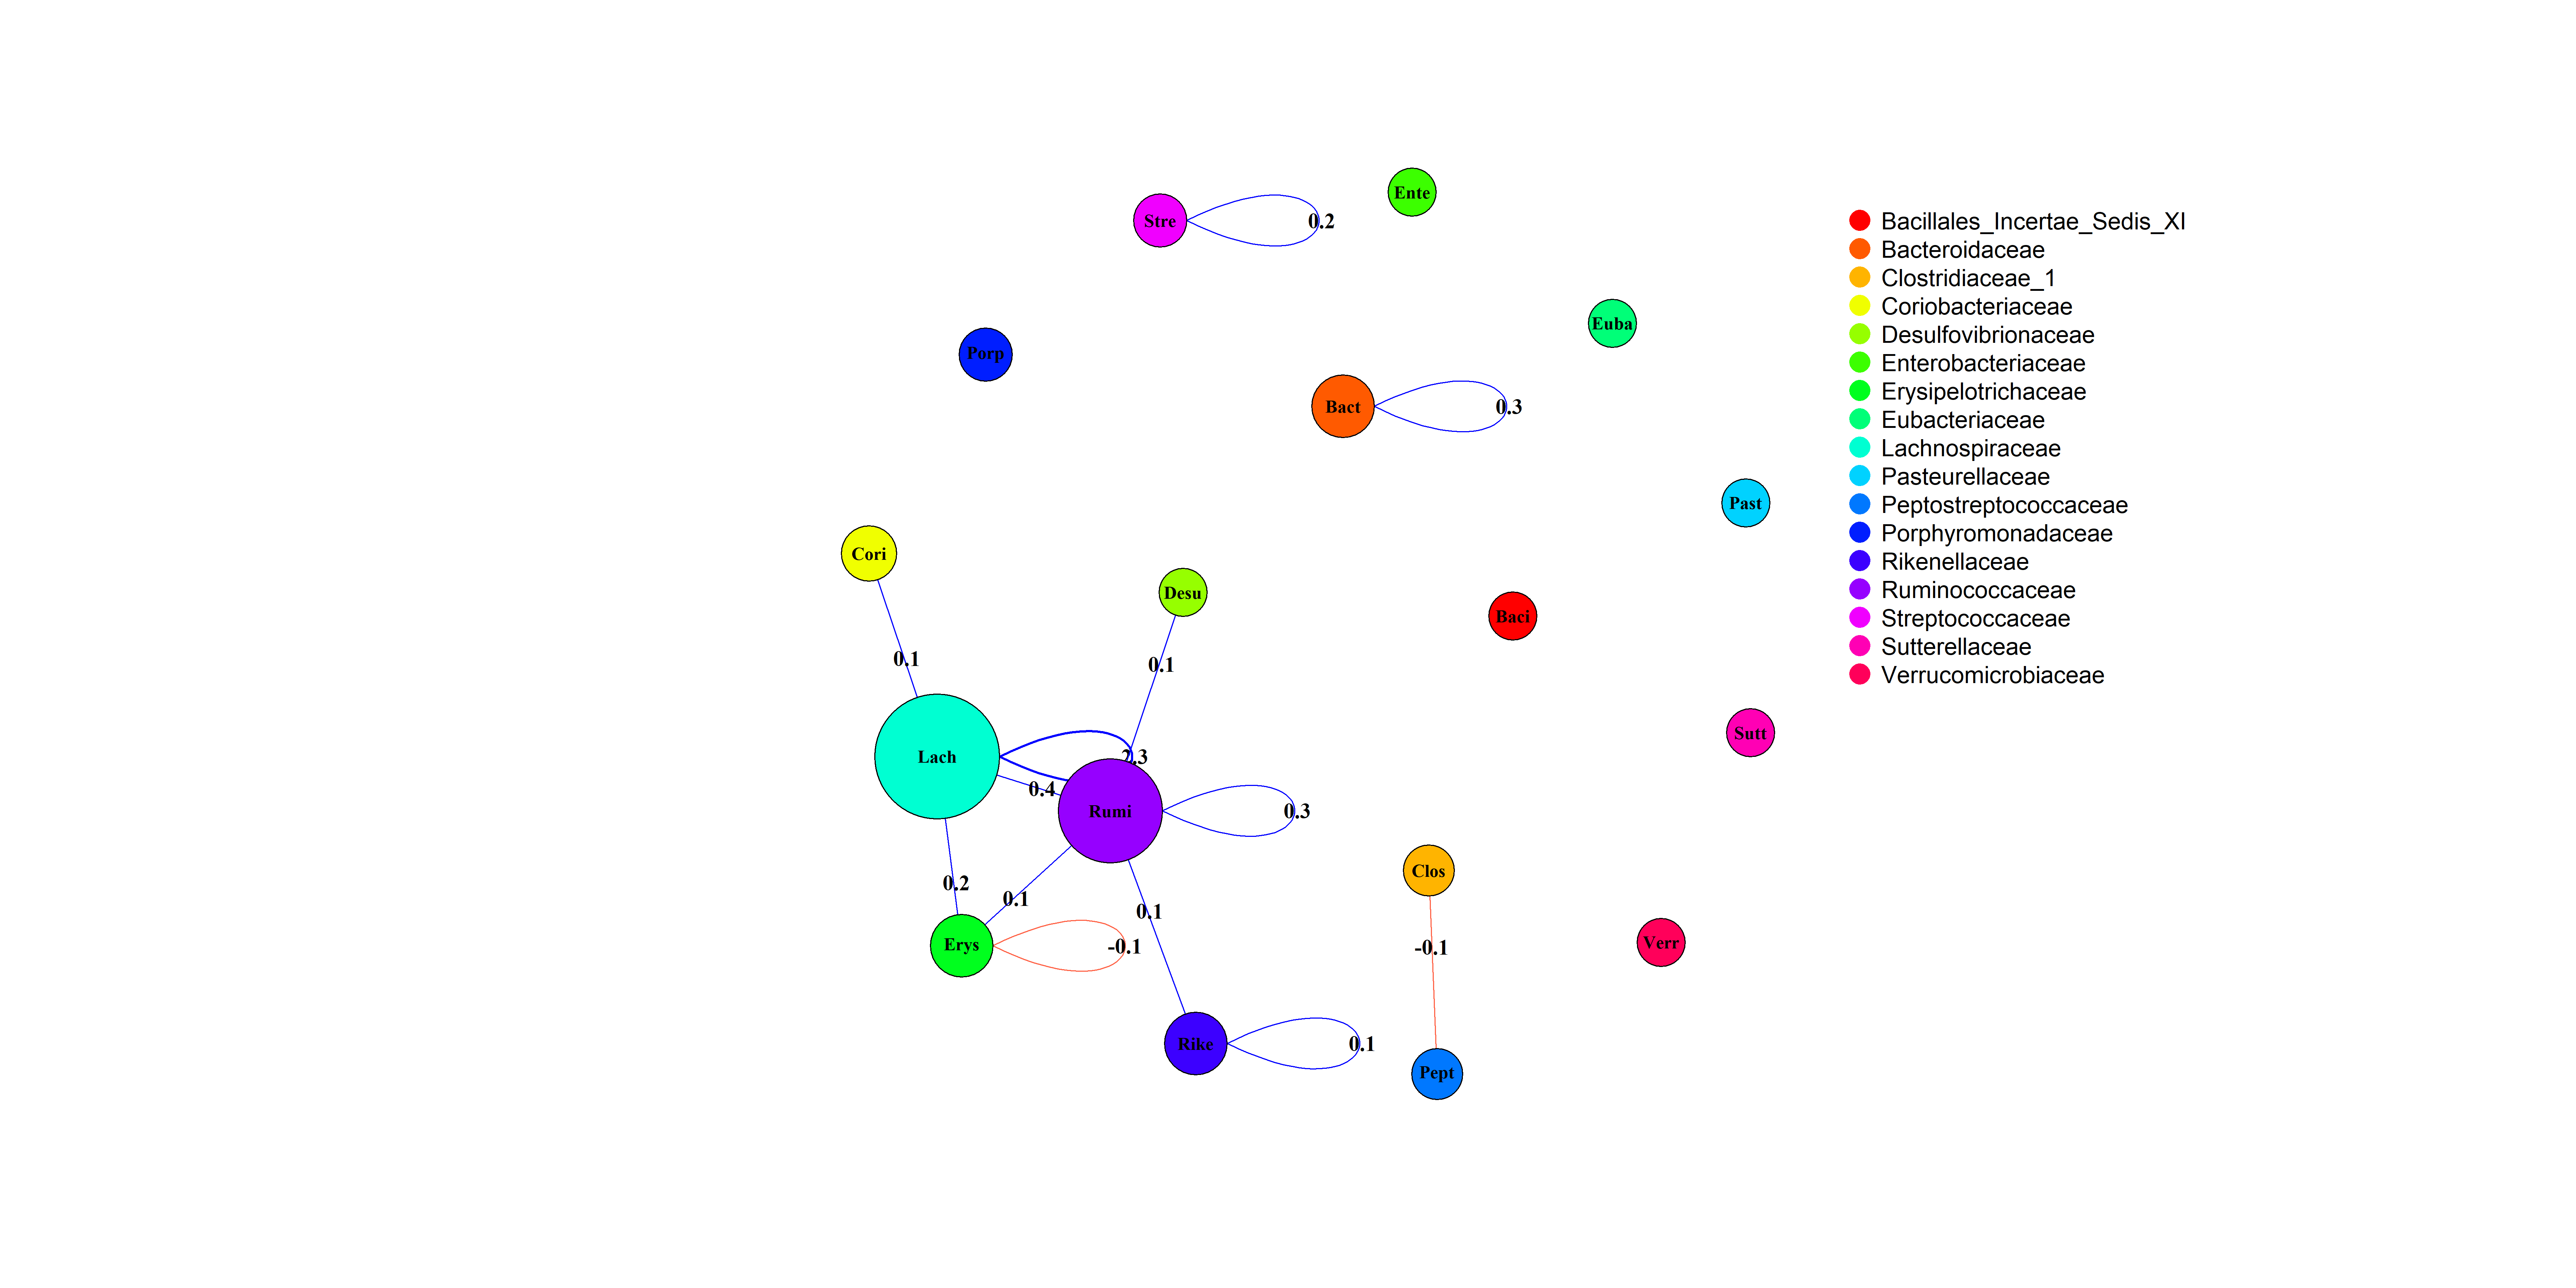 Ente
Stre
0.2
Euba
Porp
Bact
0.3
Past
Cori
Desu
Baci
0.1
0.1
Sutt
Lach
2.3
0.4
Rumi
0.3
Clos
0.2
0.1
0.1
Erys
-0.1
-0.1
Verr
Rike
0.1
Pept
Bacillales_Incertae_Sedis_XI
Bacteroidaceae
Clostridiaceae_1
Coriobacteriaceae
Desulfovibrionaceae
Enterobacteriaceae
Erysipelotrichaceae
Eubacteriaceae
Lachnospiraceae
Pasteurellaceae
Peptostreptococcaceae
Porphyromonadaceae
Rikenellaceae
Ruminococcaceae
Streptococcaceae
Sutterellaceae
Verrucomicrobiaceae